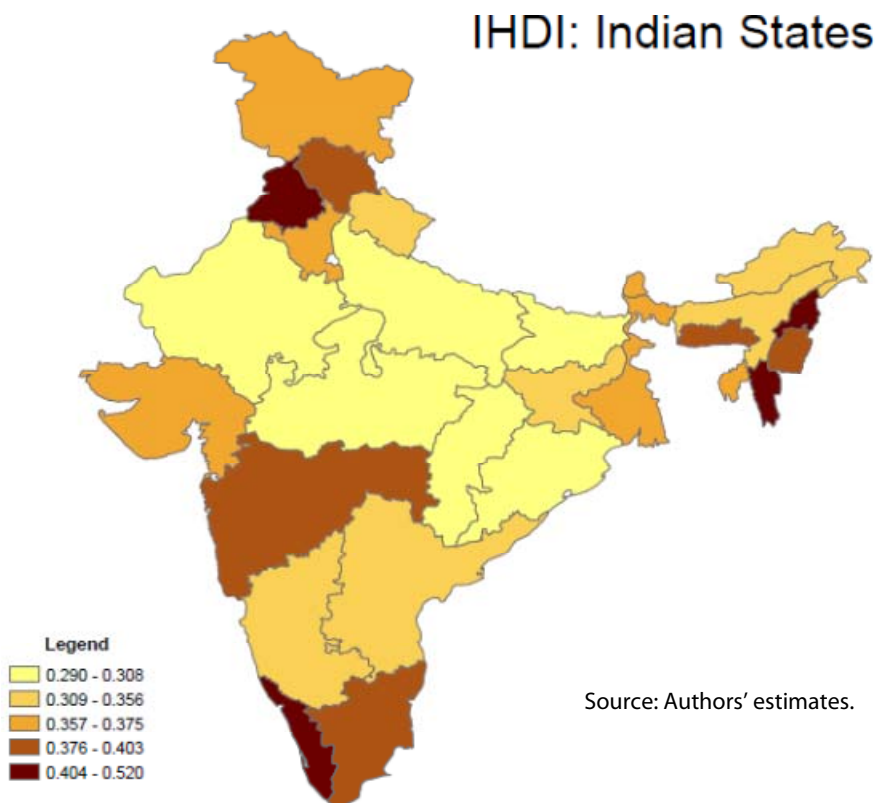 IHDI: Indian States
Legend
0.290 - 0.308
0.309 - 0.356
0.357 - 0.375
0.376 - 0.403
0.404 - 0.520
Source: Authors’ estimates.